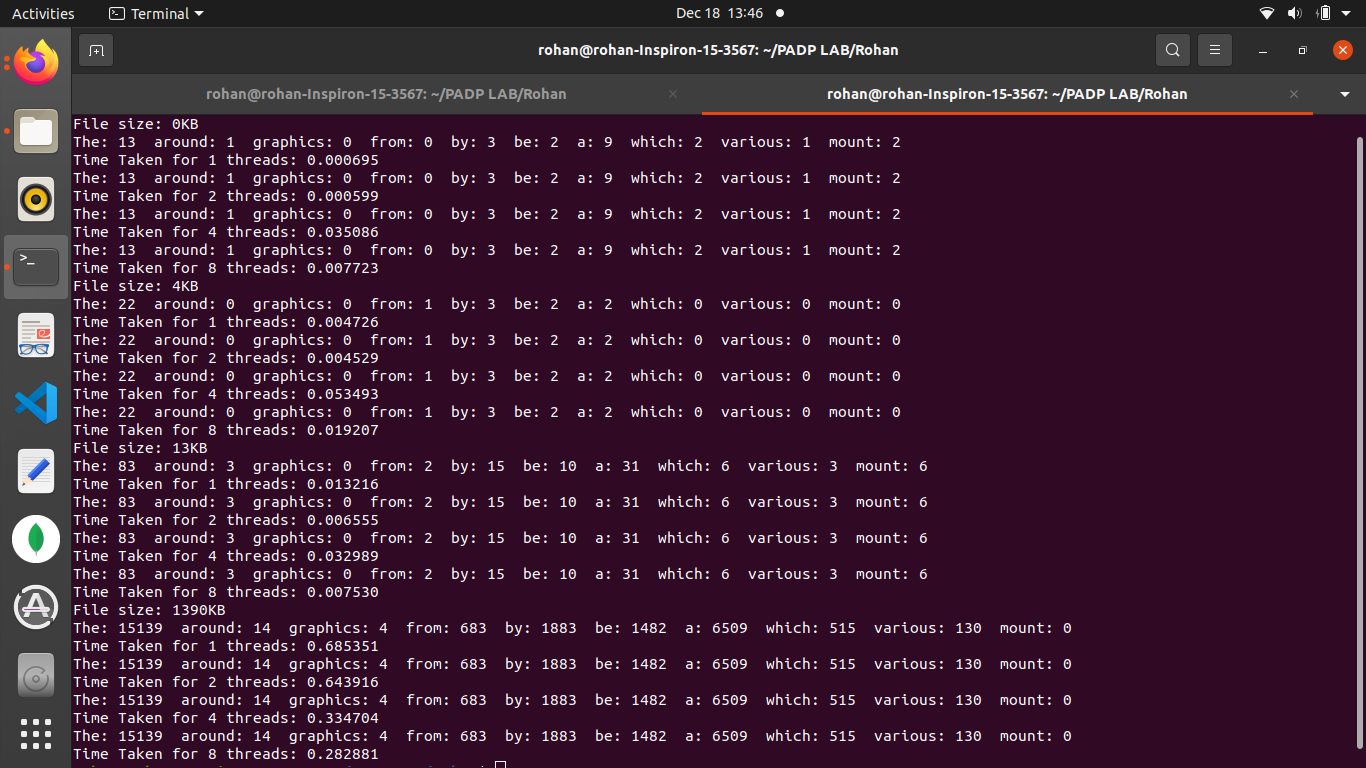 Activities Terminal Dec 18 13:46
rohan@rohan-Inspiron-15-3567: ~/PADP LAB/Rohan
rohan@rohan-Inspiron-15-3567: ~/PADP LAB/Rohan rohan@rohan-Inspiron-15-3567: ~/PADP LAB/Rohan
File size: 0KB
The: 13  around: 1  graphics: 0  from: 0  by: 3  be: 2  a: 9  which: 2  various: 1  mount: 2
Time Taken for 1 threads: 0.000695
The: 13  around: 1  graphics: 0  from: 0  by: 3  be: 2  a: 9  which: 2  various: 1  mount: 2
Time Taken for 2 threads: 0.000599
The: 13  around: 1  graphics: 0  from: 0  by: 3  be: 2  a: 9  which: 2  various: 1  mount: 2
Time Taken for 4 threads: 0.035086
The: 13  around: 1  graphics: 0  from: 0  by: 3  be: 2  a: 9  which: 2  various: 1  mount: 2
Time Taken for 8 threads: 0.007723
File size: 4KB
The: 22  around: 0  graphics: 0  from: 1  by: 3  be: 2  a: 2  which: 0  various: 0  mount: 0
Time Taken for 1 threads: 0.004726
The: 22  around: 0  graphics: 0  from: 1  by: 3  be: 2  a: 2  which: 0  various: 0  mount: 0
Time Taken for 2 threads: 0.004529
The: 22  around: 0  graphics: 0  from: 1  by: 3  be: 2  a: 2  which: 0  various: 0  mount: 0
Time Taken for 4 threads: 0.053493
The: 22  around: 0  graphics: 0  from: 1  by: 3  be: 2  a: 2  which: 0  various: 0  mount: 0
Time Taken for 8 threads: 0.019207
File size: 13KB
The: 83  around: 3  graphics: 0  from: 2  by: 15  be: 10  a: 31  which: 6  various: 3  mount: 6
Time Taken for 1 threads: 0.013216
The: 83  around: 3  graphics: 0  from: 2  by: 15  be: 10  a: 31  which: 6  various: 3  mount: 6
Time Taken for 2 threads: 0.006555
The: 83  around: 3  graphics: 0  from: 2  by: 15  be: 10  a: 31  which: 6  various: 3  mount: 6
Time Taken for 4 threads: 0.032989
The: 83  around: 3  graphics: 0  from: 2  by: 15  be: 10  a: 31  which: 6  various: 3  mount: 6
Time Taken for 8 threads: 0.007530
File size: 1390KB
The: 15139  around: 14  graphics: 4  from: 683  by: 1883  be: 1482  a: 6509  which: 515  various: 130  mount: 0
Time Taken for 1 threads: 0.685351
The: 15139  around: 14  graphics: 4  from: 683  by: 1883  be: 1482  a: 6509  which: 515  various: 130  mount: 0
Time Taken for 2 threads: 0.643916
The: 15139  around: 14  graphics: 4  from: 683  by: 1883  be: 1482  a: 6509  which: 515  various: 130  mount: 0
Time Taken for 4 threads: 0.334704
The: 15139  around: 14  graphics: 4  from: 683  by: 1883  be: 1482  a: 6509  which: 515  various: 130  mount: 0
Time Taken for 8 threads: 0.282881